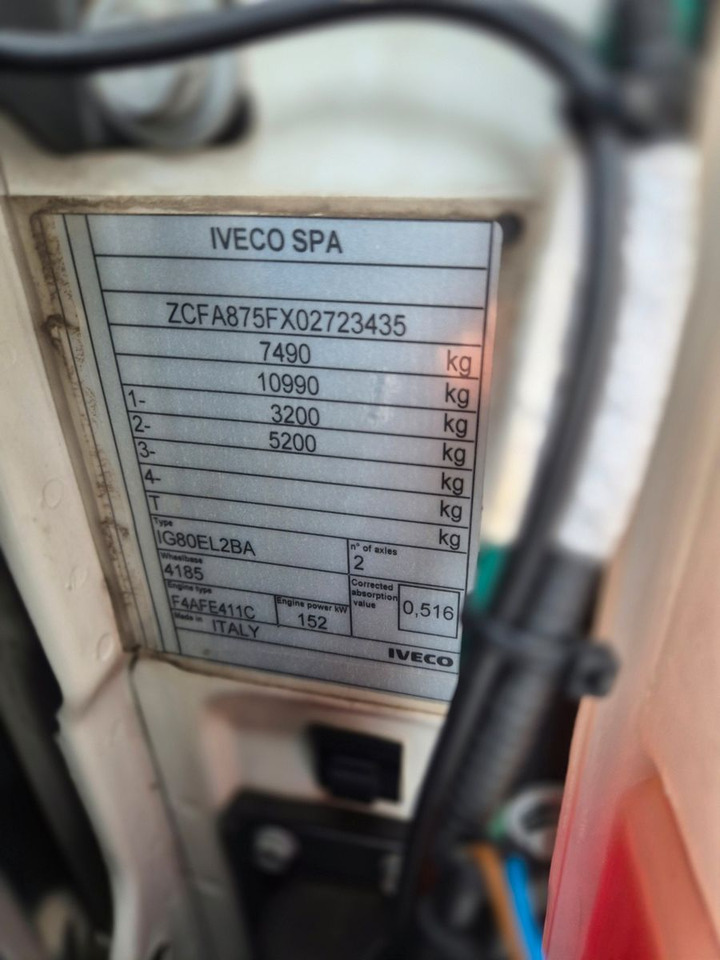 IVECO SPA
ZCFA875FX02723435
7490 kg
10990 kg
1- 3200 kg
2- 5200 kg
3- kg
4- kg
T kg
Type
IG80EL2BA
n° of axles
2
Wheelbase
4185
Corrected absorption value
0,516
Engine type
F4AFE411C
Engine power kW
152
Made in ITALY
IVECO